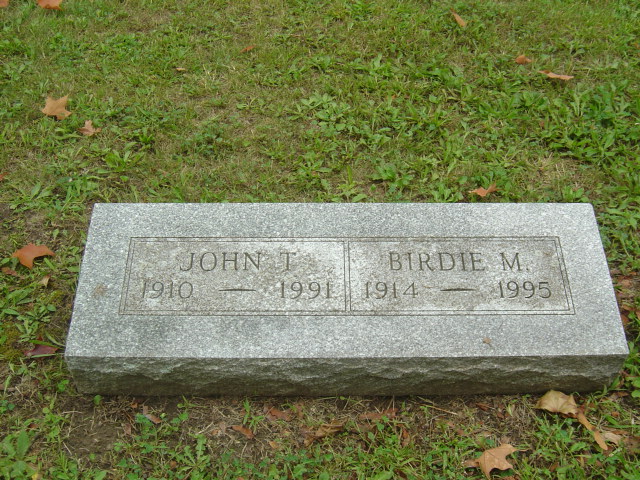 JOHN T.
1910 — 1991
BIRDIE M.
1914 — 1995